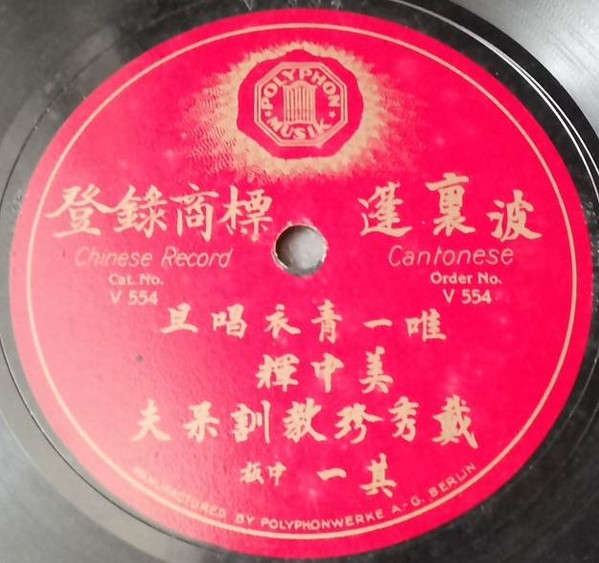 POLYPHON
MUSIK
波裏蓬 標商錄登
Chinese Record
Cantonese
Cat. No.
V 554
Order No.
V 554
唯一青衣唱旦
美中輝
戴秀珍教訓呆夫
其一 中板
MANUFACTURED BY POLYPHONWERKE A.-G. BERLIN